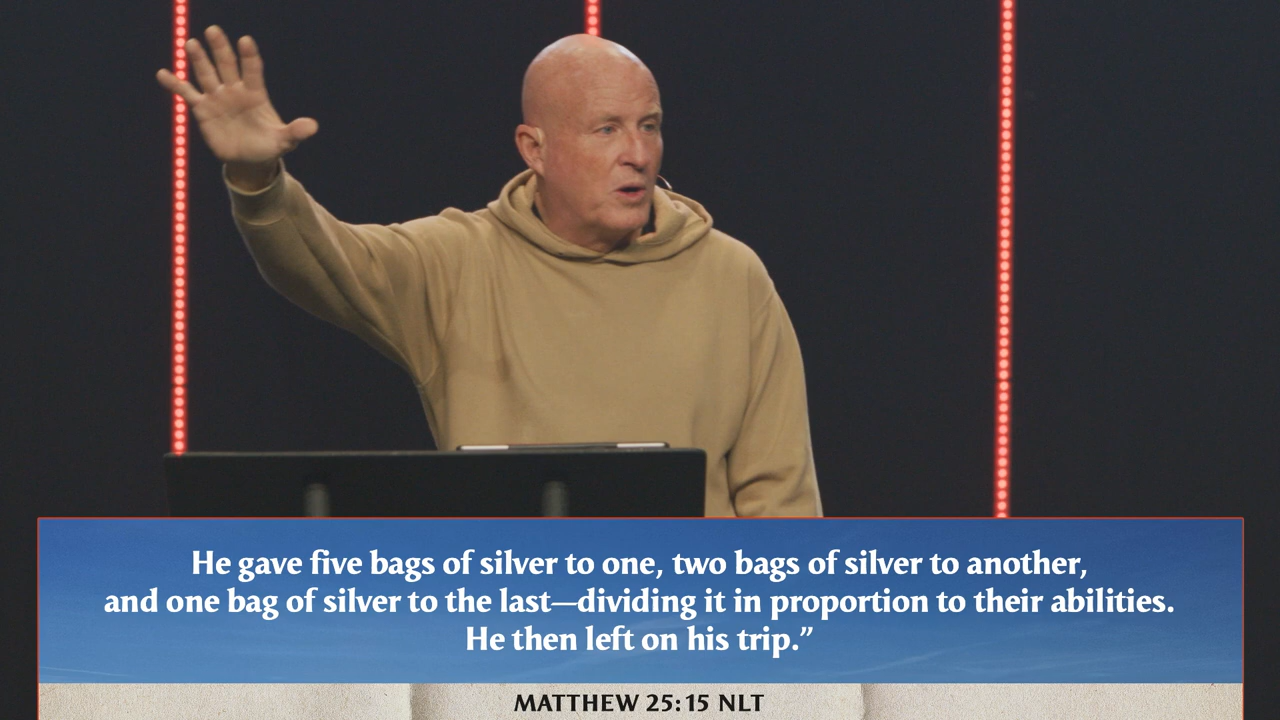 He gave five bags of silver to one, two bags of silver to another,
and one bag of silver to the last—dividing it in proportion to their abilities.
He then left on his trip.”
MATTHEW 25:15 NLT